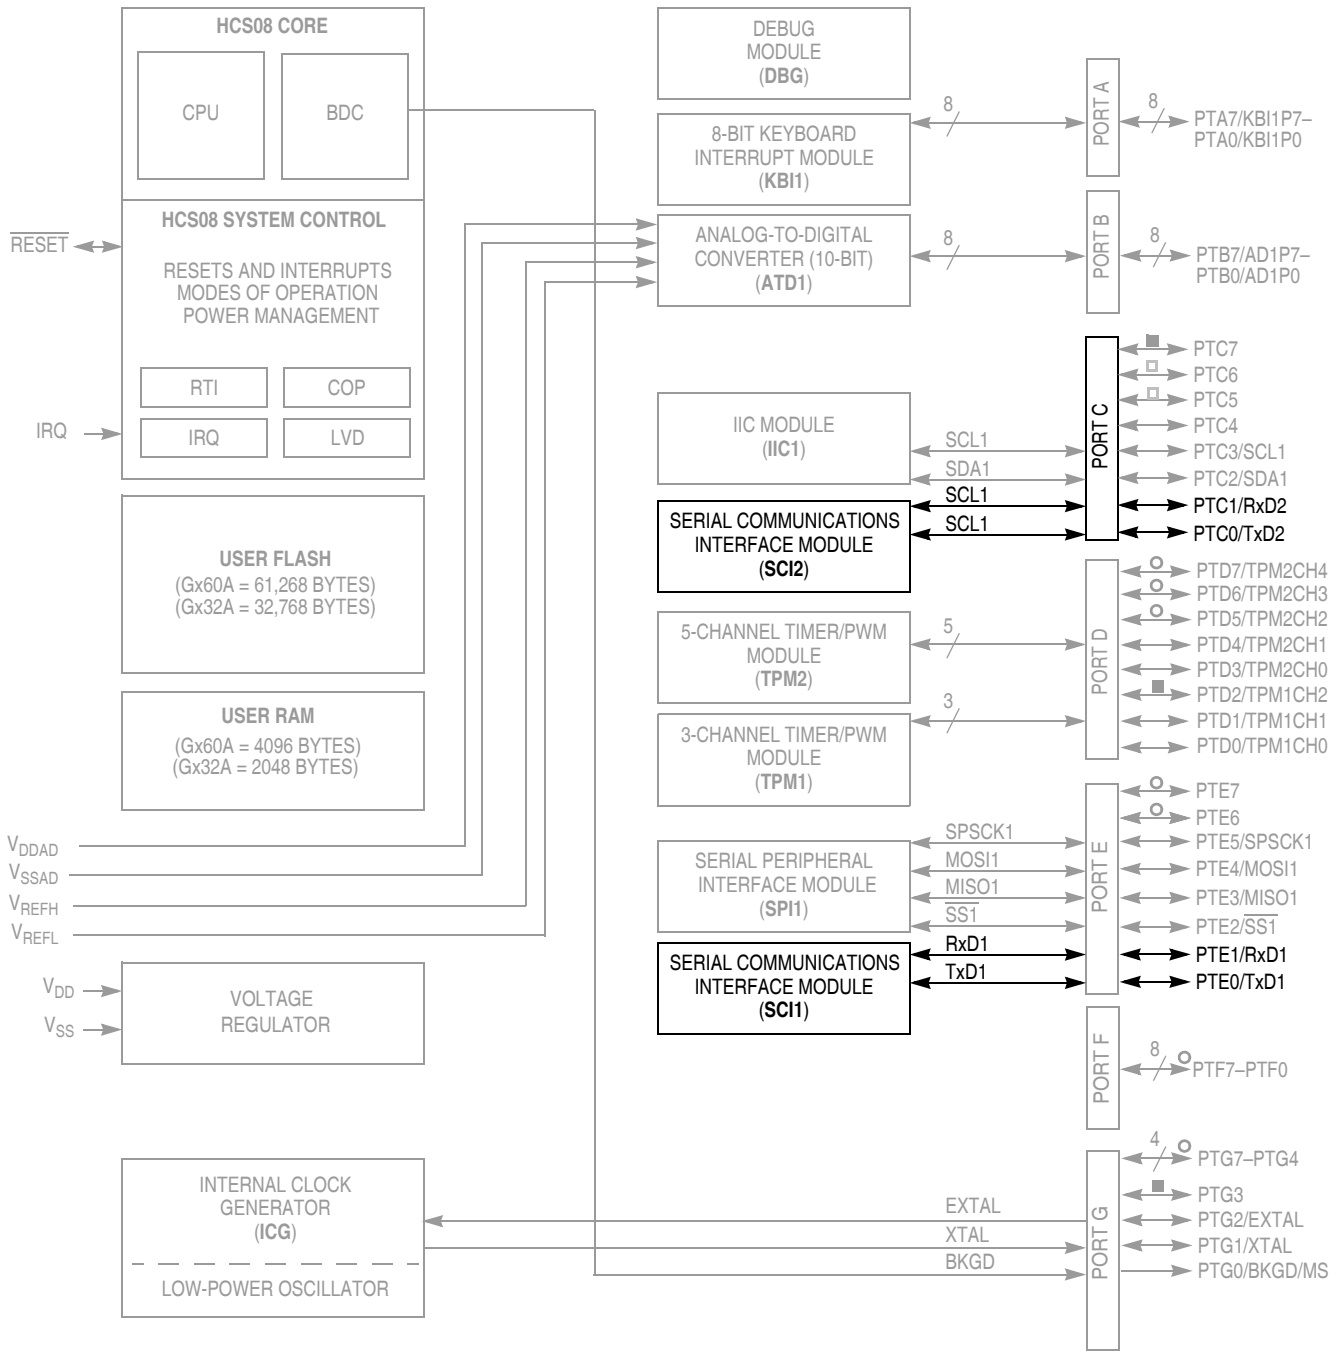 HCS08 CORE
CPU
BDC
HCS08 SYSTEM CONTROL
RESETS AND INTERRUPTS
MODES OF OPERATION
POWER MANAGEMENT
RTI
COP
IRQ
LVD
RESET
IRQ
USER FLASH
(Gx60A = 61,268 BYTES)
(Gx32A = 32,768 BYTES)
USER RAM
(Gx60A = 4096 BYTES)
(Gx32A = 2048 BYTES)
VDDAD
VSSAD
VREFH
VREFL
VDD
VSS
VOLTAGE
REGULATOR
INTERNAL CLOCK
GENERATOR
(ICG)
LOW-POWER OSCILLATOR
DEBUG
MODULE
(DBG)
8-BIT KEYBOARD
INTERRUPT MODULE
(KBI1)
8
PORT A
8
PTA7/KBI1P7–
PTA0/KBI1P0
ANALOG-TO-DIGITAL
CONVERTER (10-BIT)
(ATD1)
8
PORT B
8
PTB7/AD1P7–
PTB0/AD1P0
IIC MODULE
(IIC1)
SCL1
SDA1
SERIAL COMMUNICATIONS
INTERFACE MODULE
(SCI2)
SCL1
SCL1
PORT C
PTC7
PTC6
PTC5
PTC4
PTC3/SCL1
PTC2/SDA1
PTC1/RxD2
PTC0/TxD2
5-CHANNEL TIMER/PWM
MODULE
(TPM2)
5
3-CHANNEL TIMER/PWM
MODULE
(TPM1)
3
PORT D
PTD7/TPM2CH4
PTD6/TPM2CH3
PTD5/TPM2CH2
PTD4/TPM2CH1
PTD3/TPM2CH0
PTD2/TPM1CH2
PTD1/TPM1CH1
PTD0/TPM1CH0
SERIAL PERIPHERAL
INTERFACE MODULE
(SPI1)
SPSCK1
MOSI1
MISO1
SS1
SERIAL COMMUNICATIONS
INTERFACE MODULE
(SCI1)
RxD1
TxD1
PORT E
PTE7
PTE6
PTE5/SPSCK1
PTE4/MOSI1
PTE3/MISO1
PTE2/SS1
PTE1/RxD1
PTE0/TxD1
PORT F
8
PTF7–PTF0
EXTAL
XTAL
BKGD
PORT G
4
PTG7–PTG4
PTG3
PTG2/EXTAL
PTG1/XTAL
PTG0/BKGD/MS